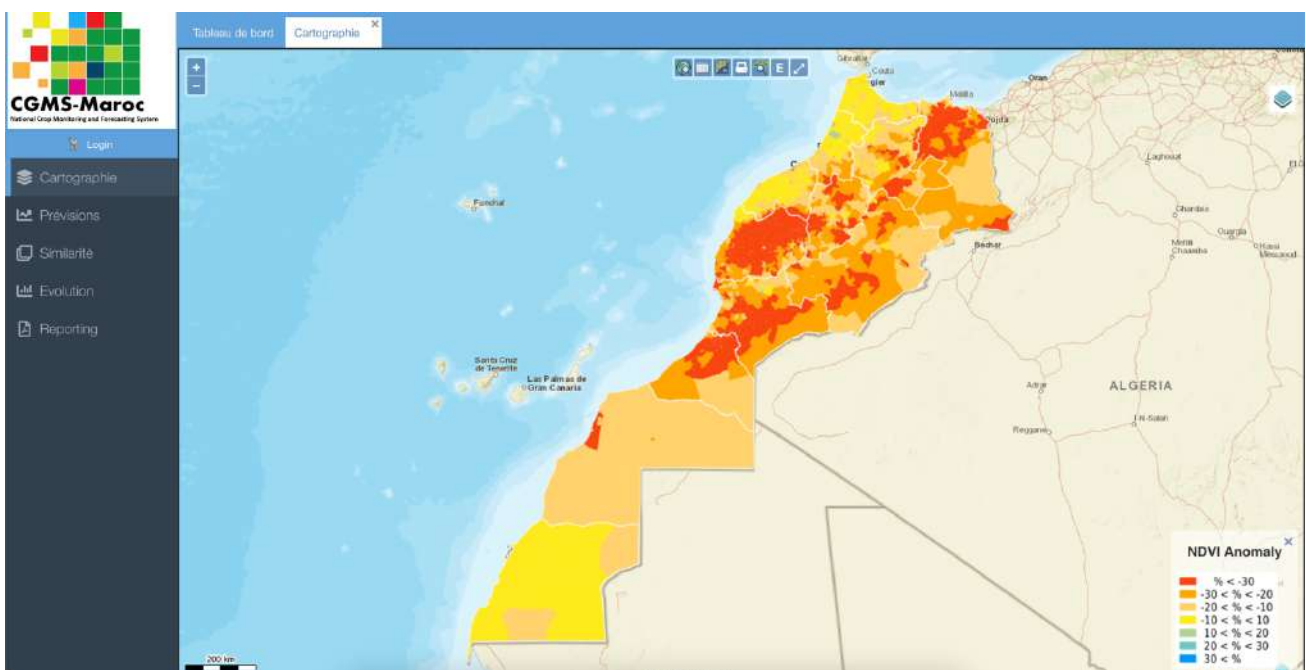 CGMS-Maroc
National Crop Monitoring and Forecasting System
Login
Cartographie
Prévisions
Similarité
Evolution
Reporting
Tableau de bord
Cartographie
×
+
−
E
Gibraltar
Ceuta
gier
Melilla
Oran
Oujda
Laghouat
Ghardaia
Ouargla
Hassi
Messaoud
Metlili
Chaamba
Bechar
Funchal
Santa Cruz
de Tenerife
Las Palmas de
Gran Canaria
Adrar
ALGERIA
I-N-Salah
Reggane
200 km
×
NDVI Anomaly
% < -30
-30 < % < -20
-20 < % < -10
-10 < % < 10
10 < % < 20
20 < % < 30
30 < %